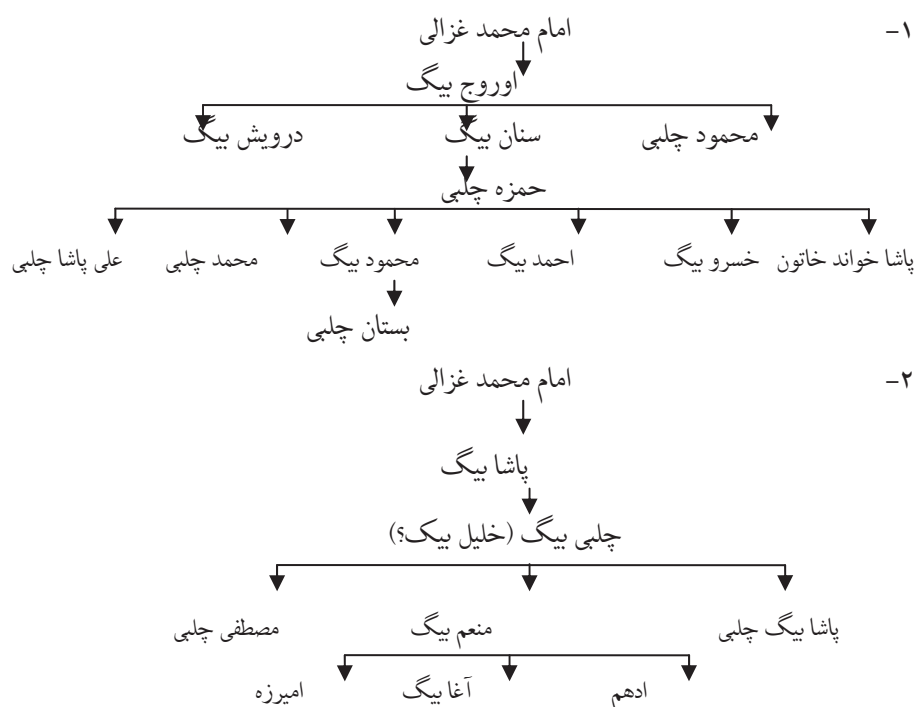 ۱- امام محمد غزالی
اوروج بیگ
محمود چلبی سنان بیگ درویش بیگ
حمزه چلبی
پاشا خواند خاتون خسرو بیگ احمد بیگ محمود بیگ محمد چلبی علی پاشا چلبی
بستان چلبی
۲- امام محمد غزالی
پاشا بیگ
چلبی بیگ (خلیل بیک؟)
پاشا بیگ چلبی منعم بیگ مصطفی چلبی
ادهم آغا بیگ امیرزه